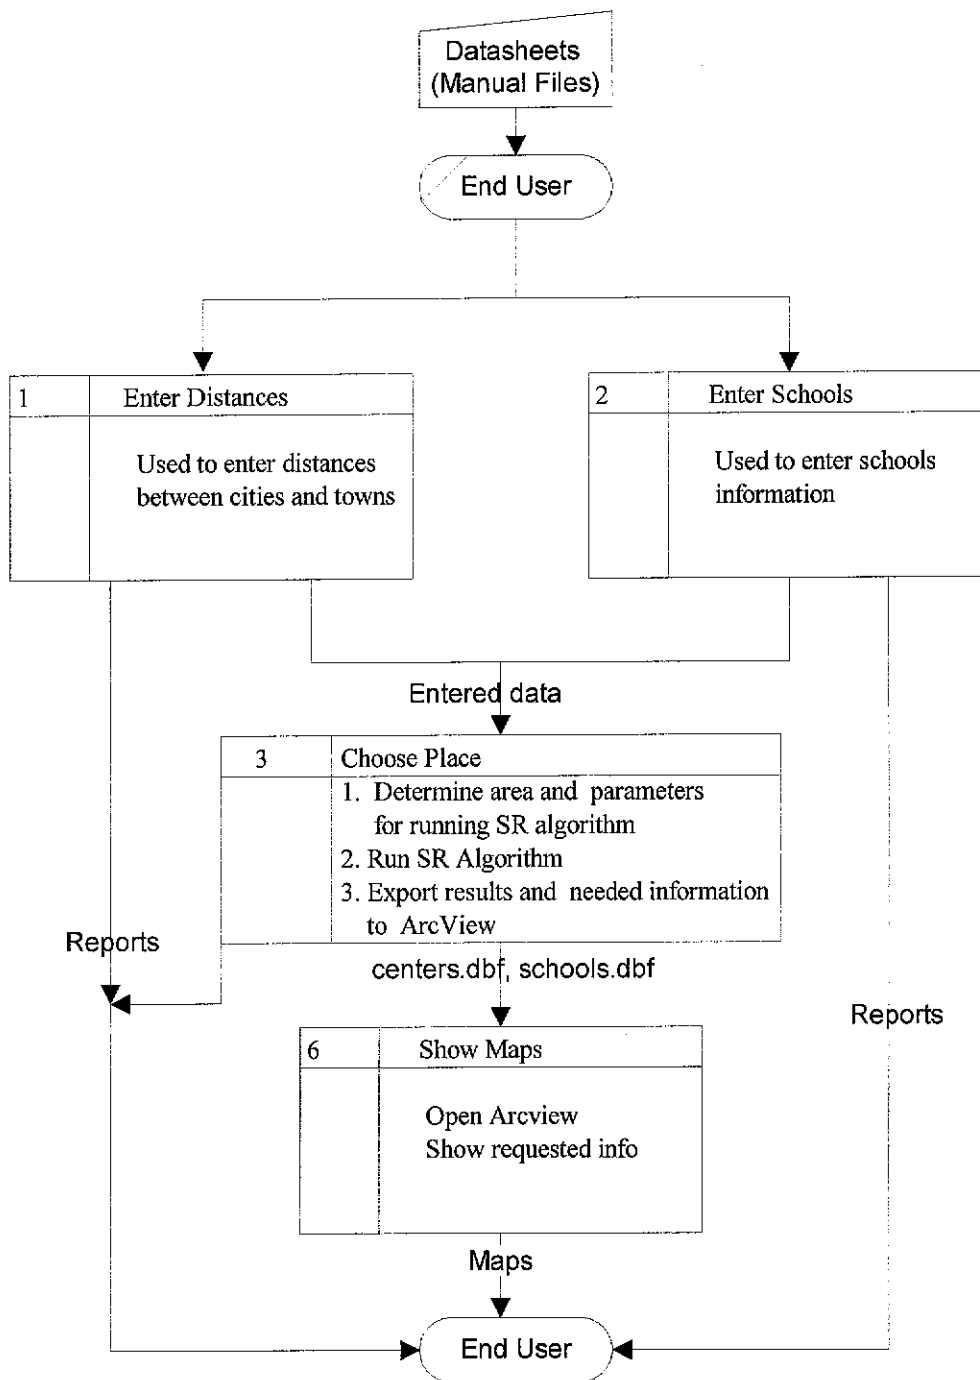 Datasheets
(Manual Files)
End User
1 Enter Distances
Used to enter distances
between cities and towns
2 Enter Schools
Used to enter schools
information
Entered data
3 Choose Place
1. Determine area and parameters
for running SR algorithm
2. Run SR Algorithm
3. Export results and needed information
to ArcView
Reports
centers.dbf, schools.dbf
Reports
6 Show Maps
Open Arcview
Show requested info
Maps
End User